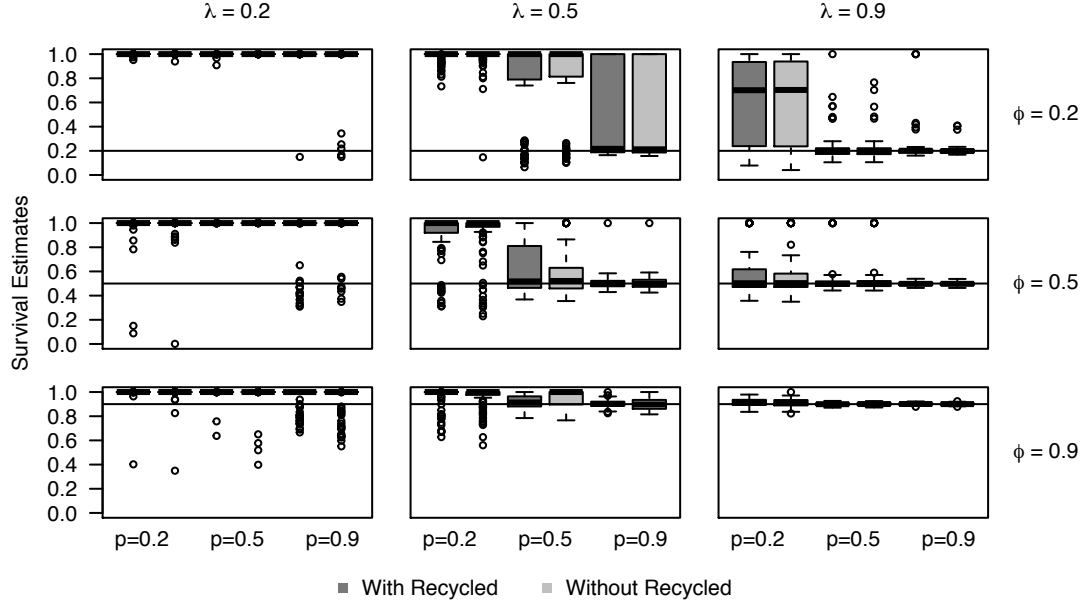 λ = 0.2 λ = 0.5 λ = 0.9
1.0
0.8
0.6
0.4
0.2
0.0
φ = 0.2
Survival Estimates
1.0
0.8
0.6
0.4
0.2
0.0
φ = 0.5
1.0
0.8
0.6
0.4
0.2
0.0
φ = 0.9
p=0.2 p=0.5 p=0.9 p=0.2 p=0.5 p=0.9 p=0.2 p=0.5 p=0.9
With Recycled Without Recycled